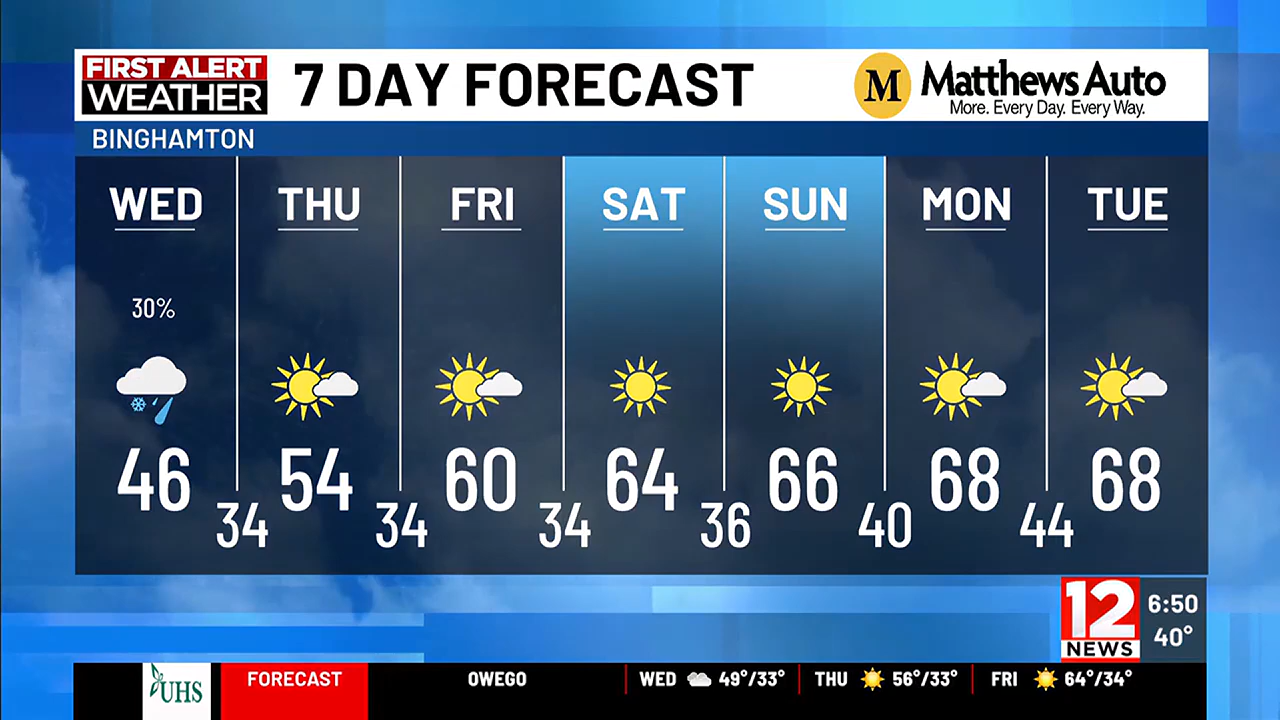 FIRST ALERT
WEATHER
7 DAY FORECAST
M
Matthews Auto
More. Every Day. Every Way.
BINGHAMTON
WED THU FRI SAT SUN MON TUE
30%
46 54 60 64 66 68 68
34 34 34 36 40 44
12
NEWS
6:50
40°
UHS
FORECAST
OWEGO WED 49°/33° THU 56°/33° FRI 64°/34°